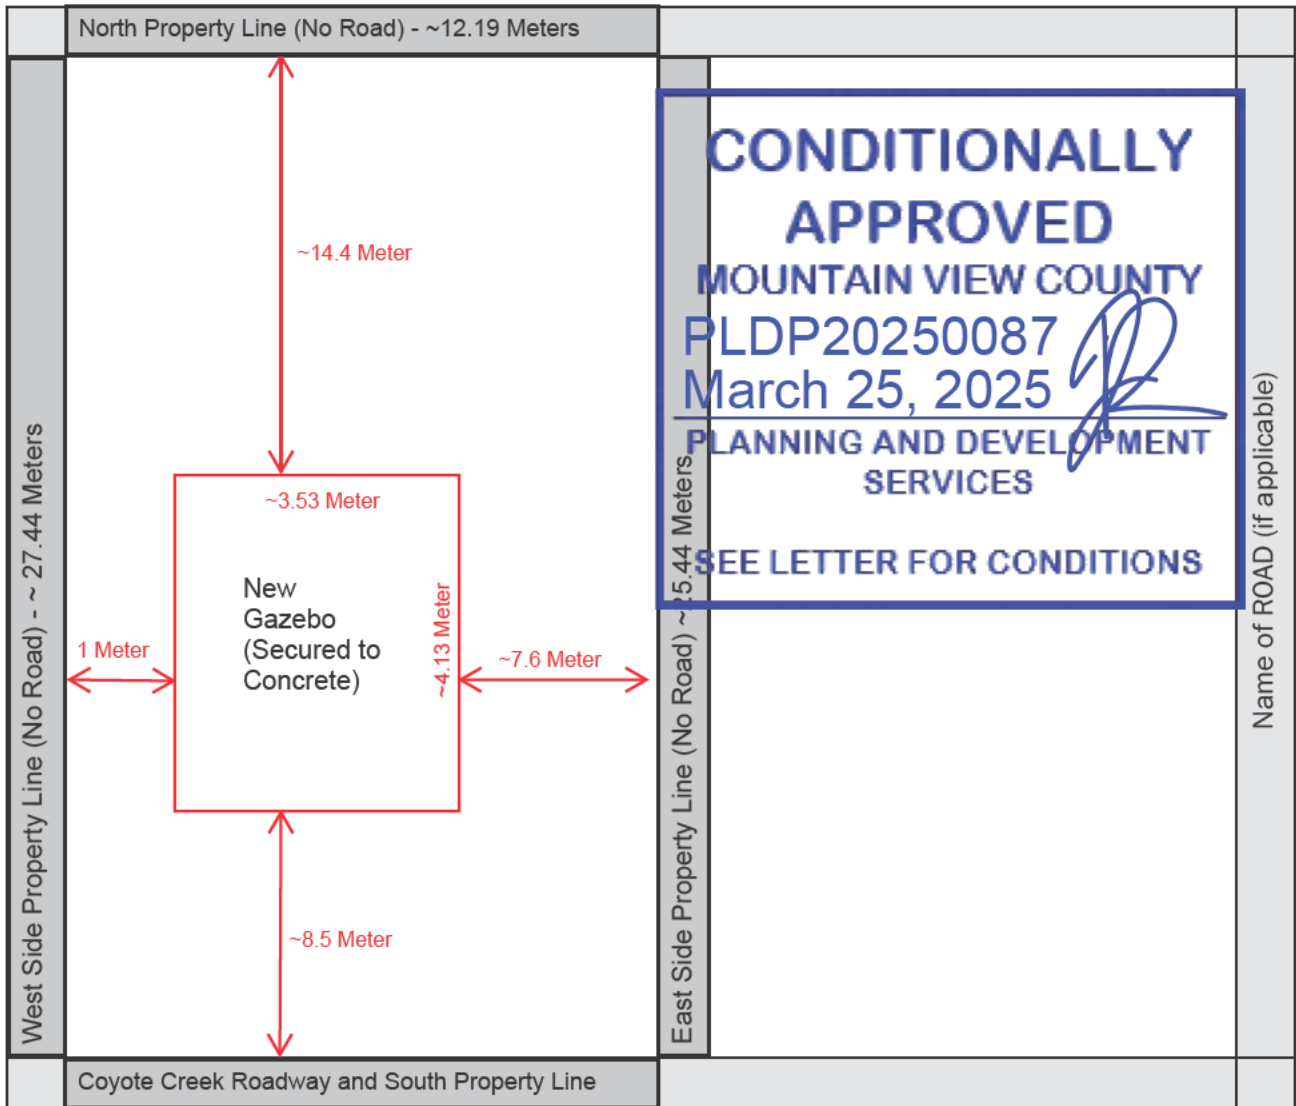 North Property Line (No Road) - ~12.19 Meters
West Side Property Line (No Road) - ~ 27.44 Meters
~14.4 Meter
~3.53 Meter
New
Gazebo
(Secured to
Concrete)
~4.13 Meter
1 Meter
~7.6 Meter
~8.5 Meter
East Side Property Line (No Road) ~25.44 Meters
CONDITIONALLY
APPROVED
MOUNTAIN VIEW COUNTY
PLDP20250087
March 25, 2025
PLANNING AND DEVELOPMENT
SERVICES
SEE LETTER FOR CONDITIONS
Name of ROAD (if applicable)
Coyote Creek Roadway and South Property Line